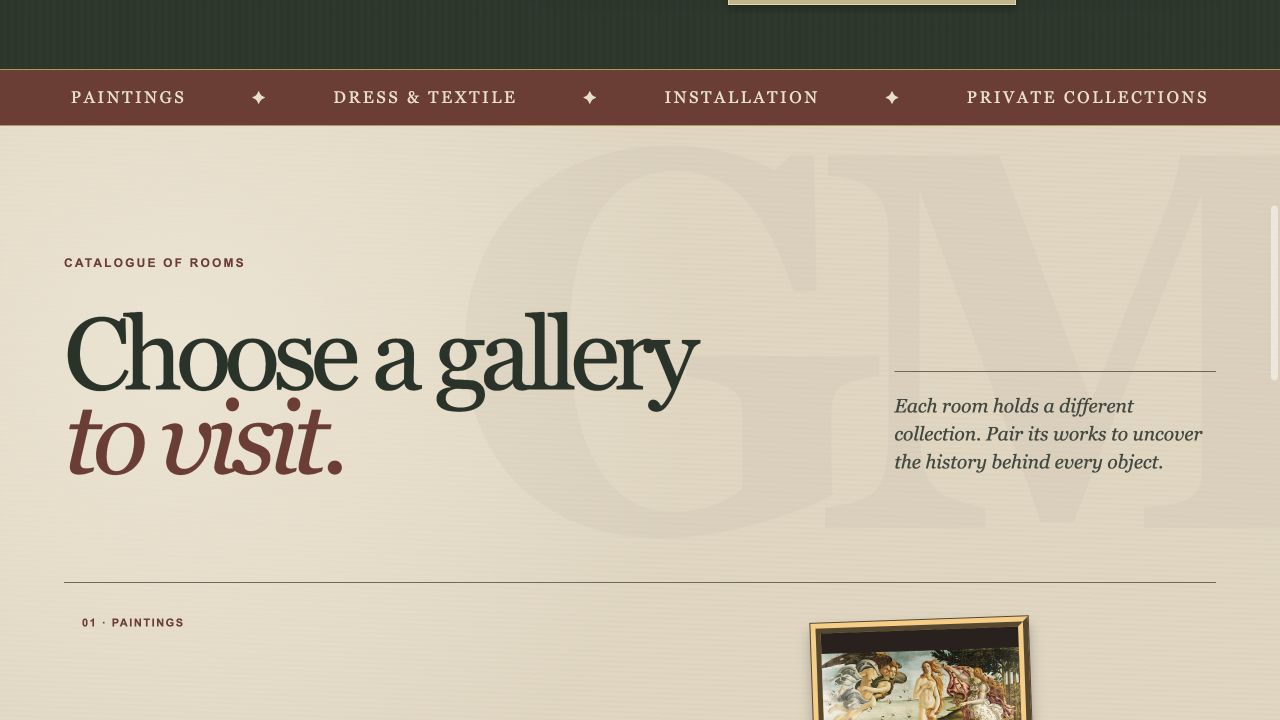 PAINTINGS ✦ DRESS & TEXTILE ✦ INSTALLATION ✦ PRIVATE COLLECTIONS
GM
CATALOGUE OF ROOMS
Choose a gallery
to visit.
Each room holds a different
collection. Pair its works to uncover
the history behind every object.
01 · PAINTINGS